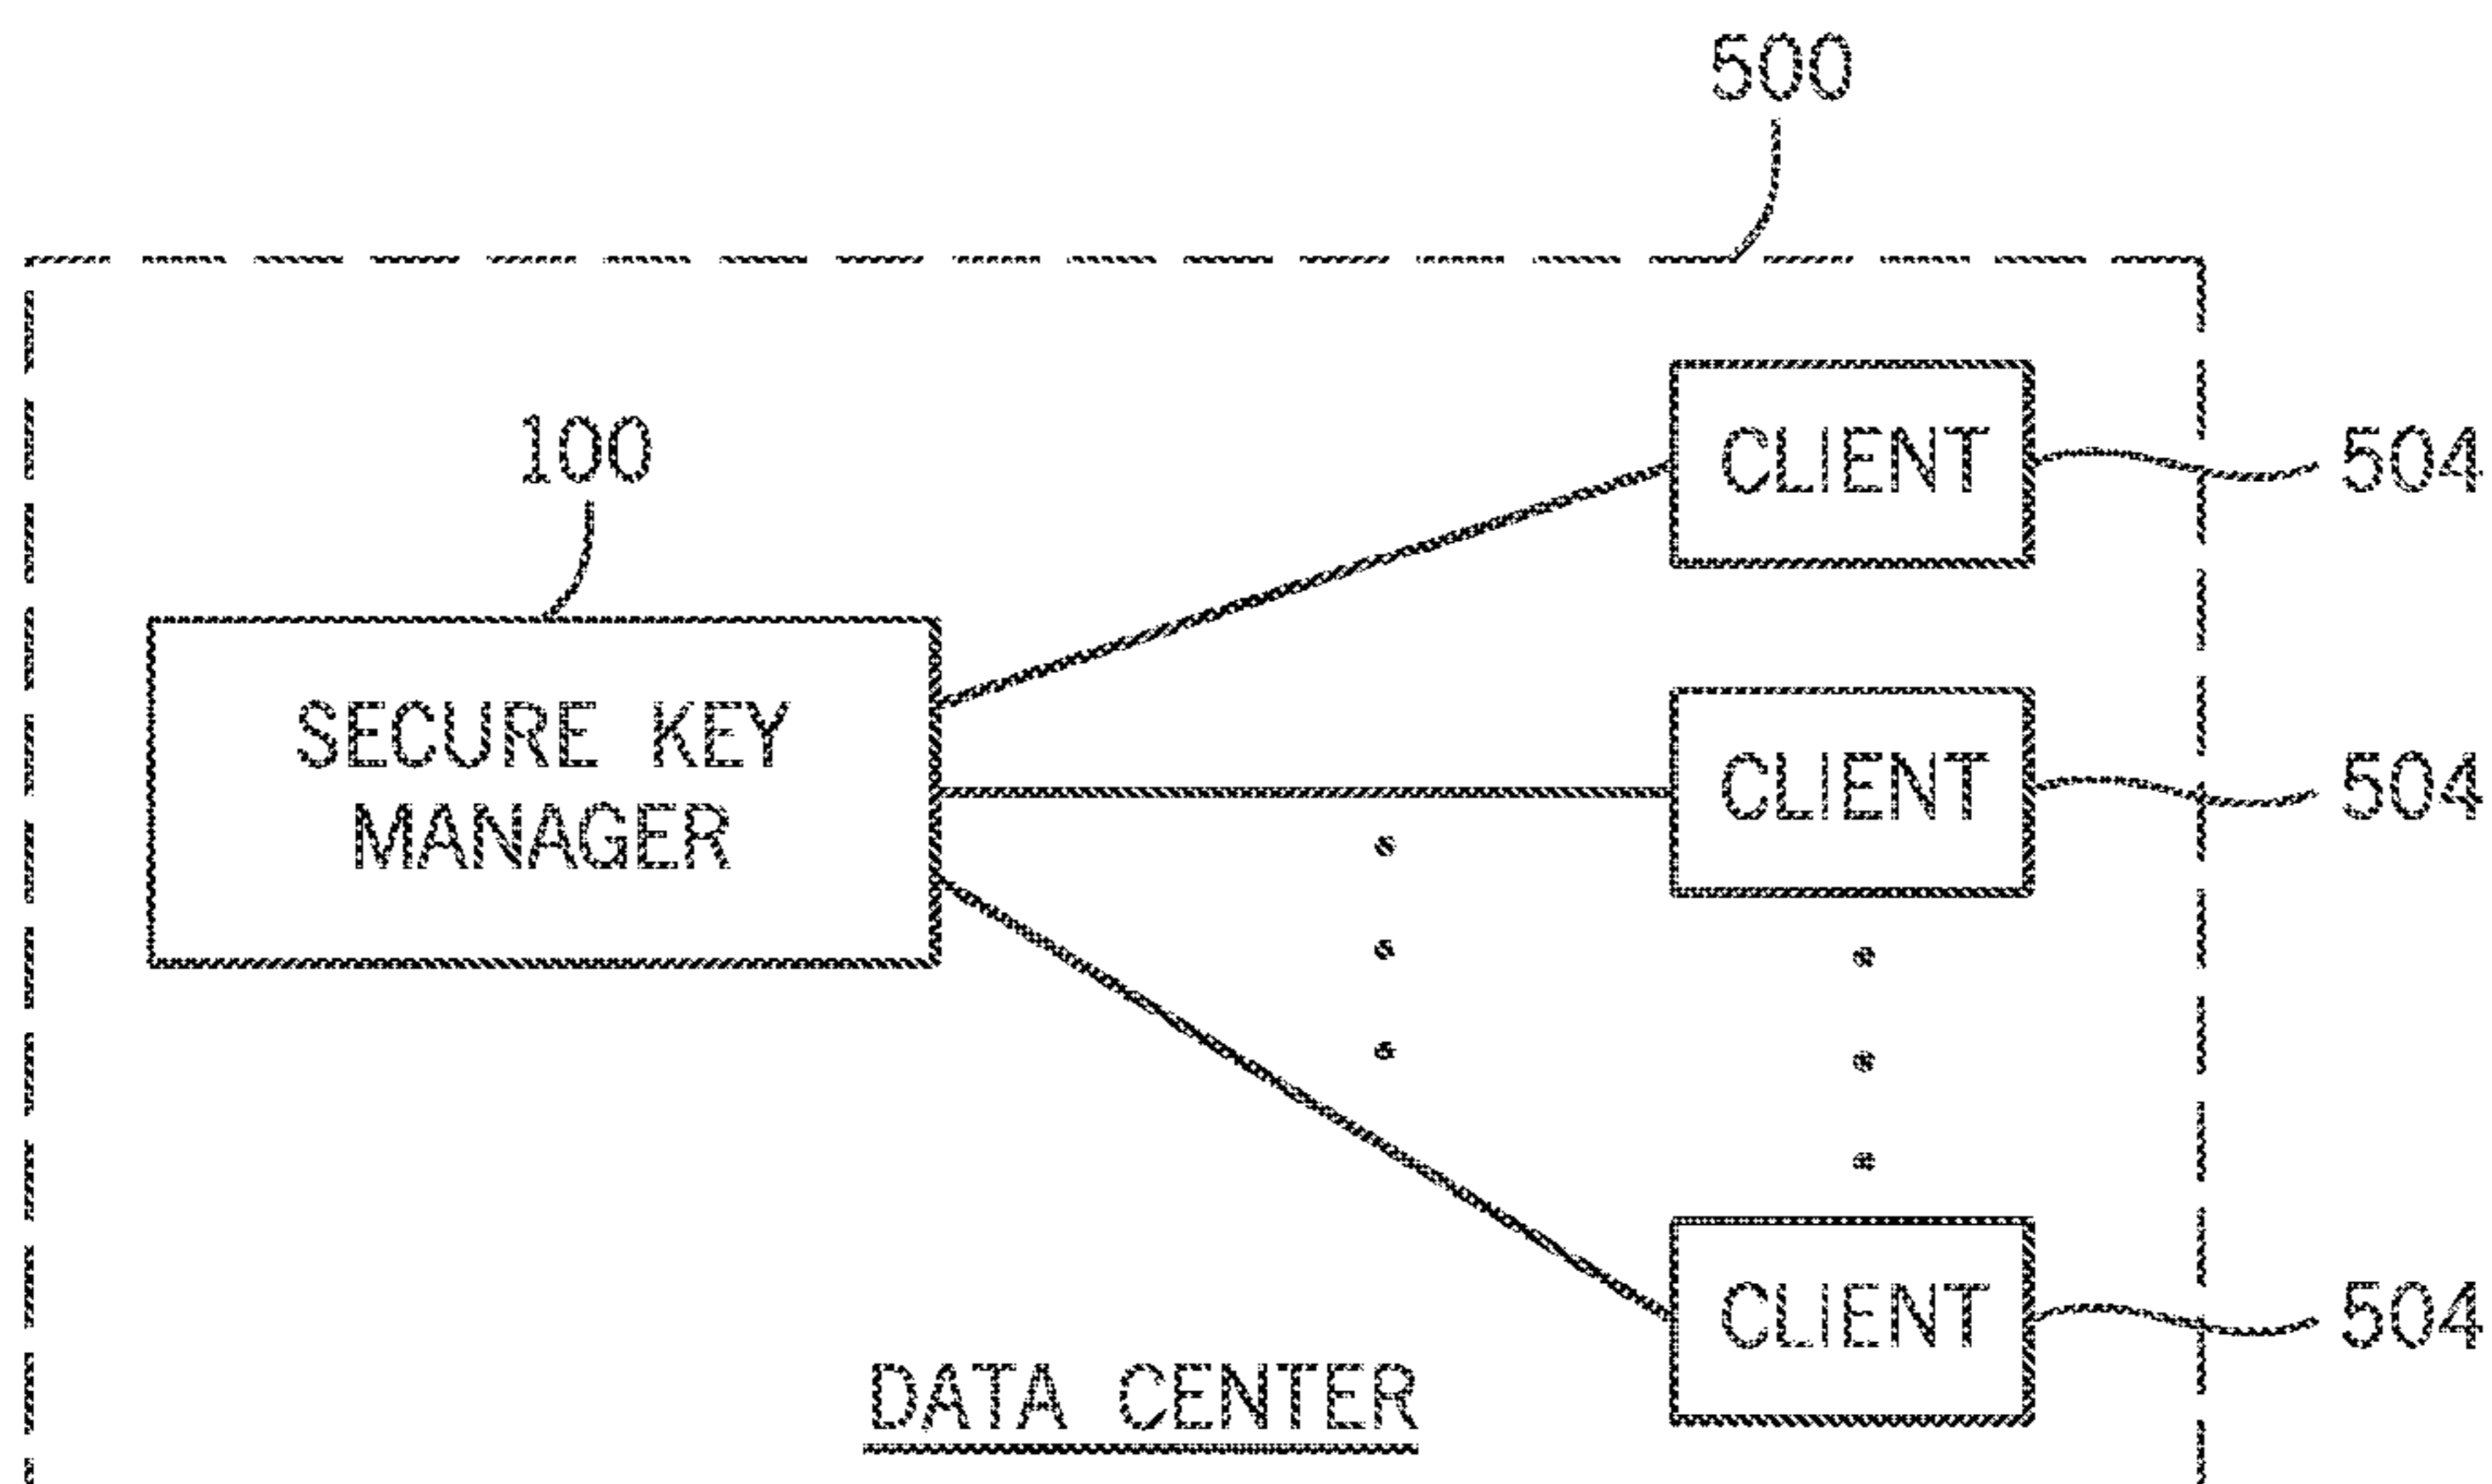 500
100
CLIENT
504
SECURE KEY
MANAGER
CLIENT
504
CLIENT
504
DATA CENTER